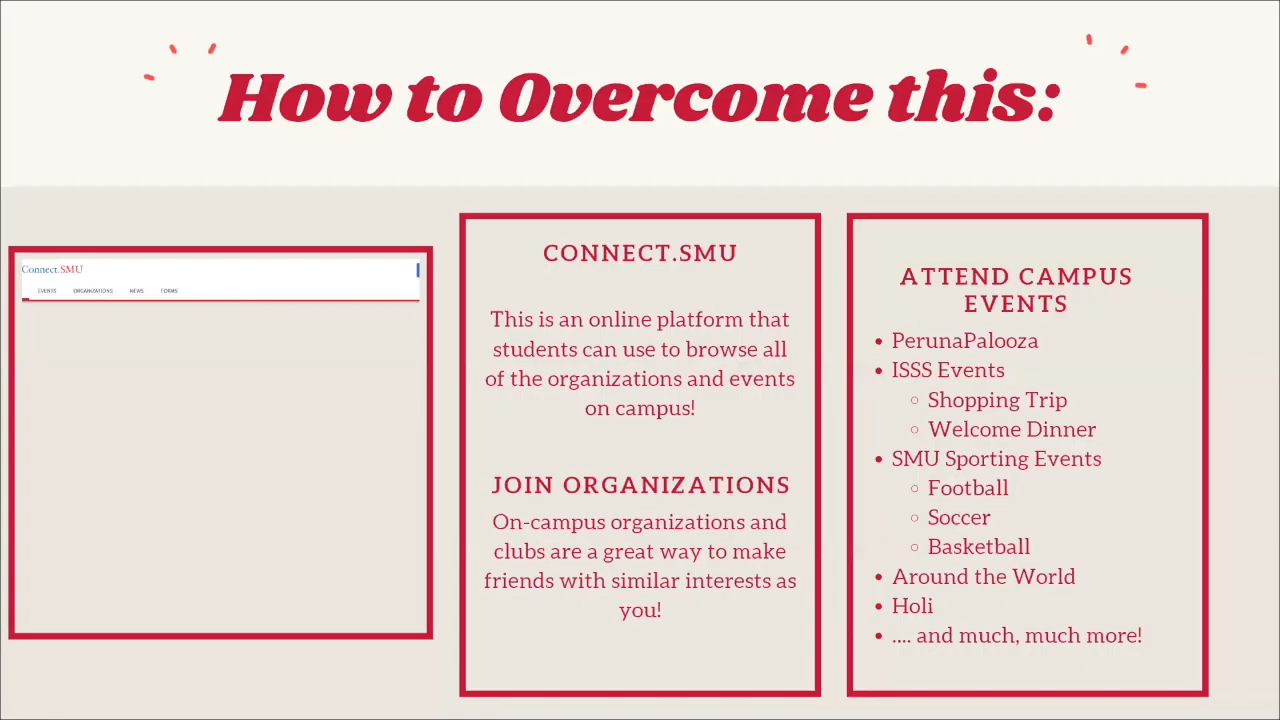 How to Overcome this:
Connect.SMU
EVENTS ORGANIZATIONS NEWS FORMS
CONNECT.SMU
This is an online platform that
students can use to browse all
of the organizations and events
on campus!
JOIN ORGANIZATIONS
On-campus organizations and
clubs are a great way to make
friends with similar interests as
you!
ATTEND CAMPUS
EVENTS
• PerunaPalooza
• ISSS Events
○ Shopping Trip
○ Welcome Dinner
• SMU Sporting Events
○ Football
○ Soccer
○ Basketball
• Around the World
• Holi
• .... and much, much more!